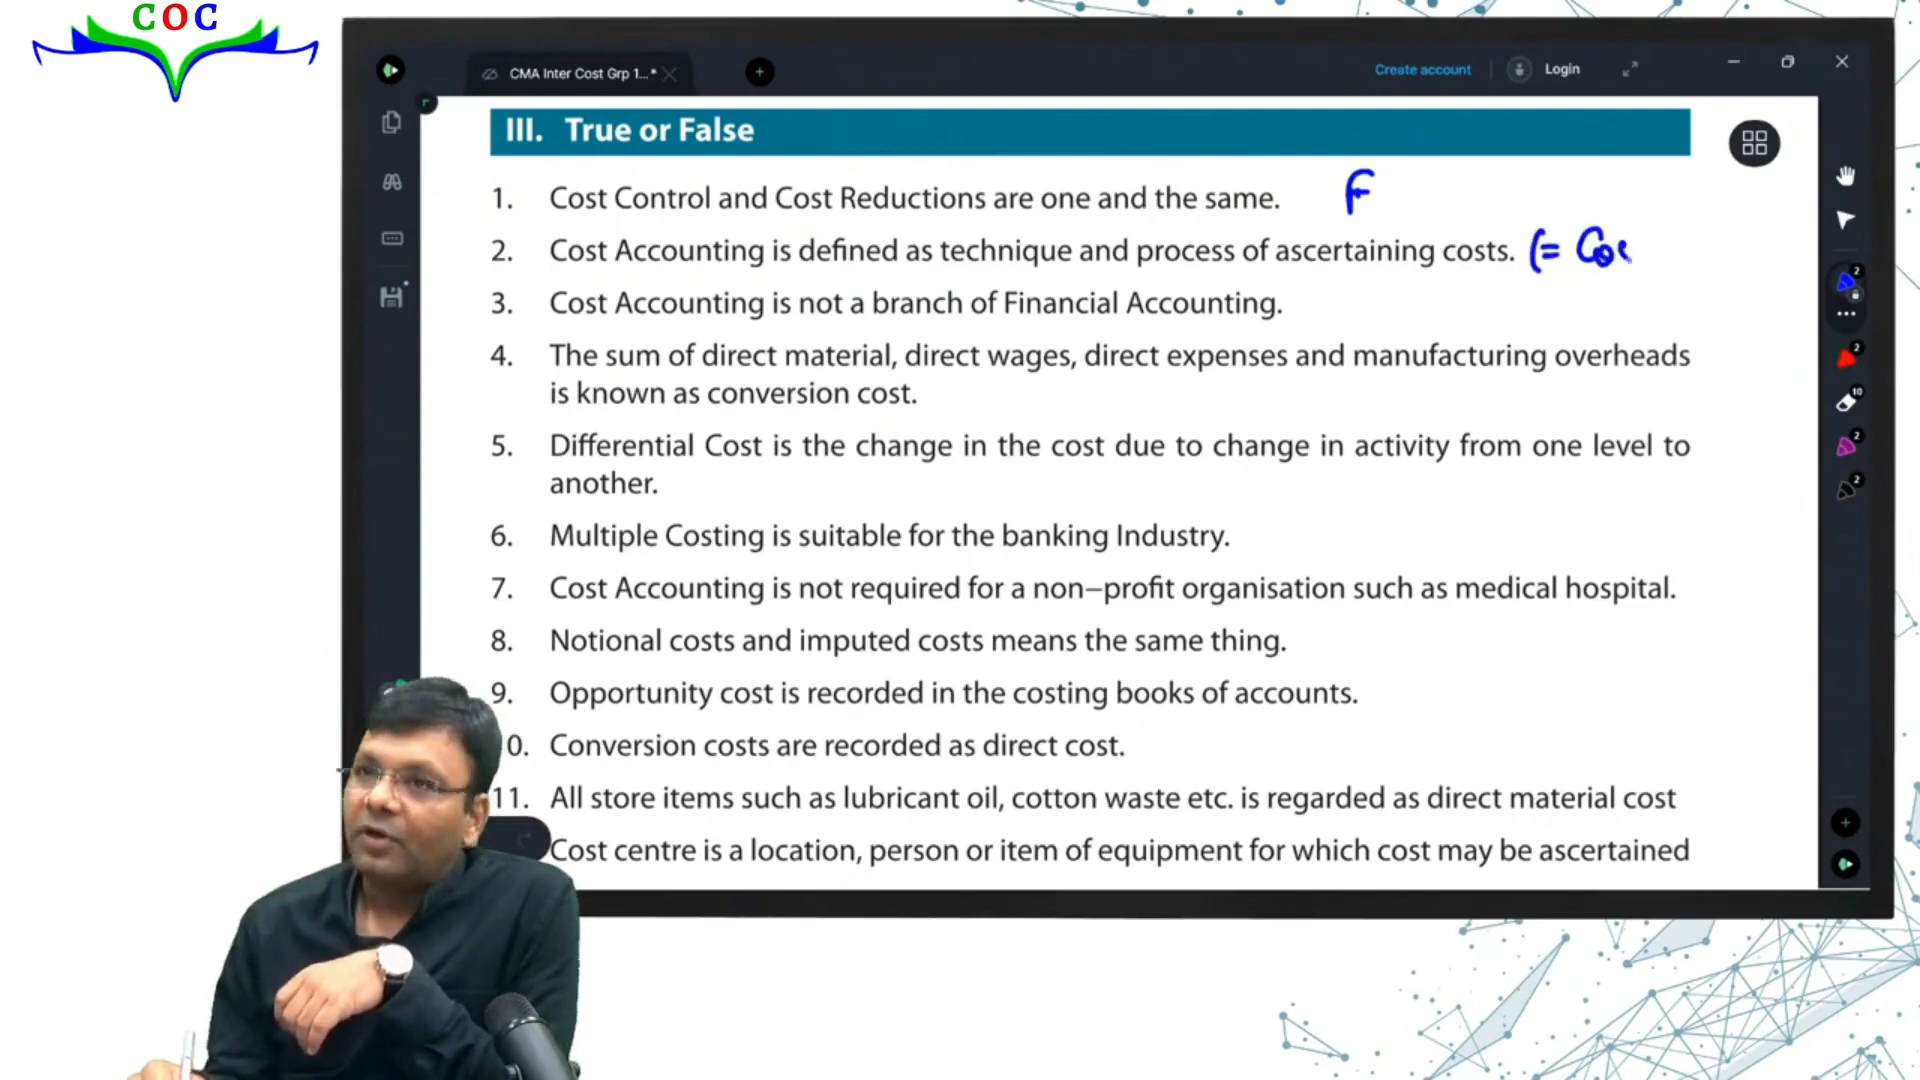 COC
CMA Inter Cost Grp 1...*
Create account
Login
III. True or False
1. Cost Control and Cost Reductions are one and the same. F
2. Cost Accounting is defined as technique and process of ascertaining costs. (= Cos
3. Cost Accounting is not a branch of Financial Accounting.
4. The sum of direct material, direct wages, direct expenses and manufacturing overheads
is known as conversion cost.
5. Differential Cost is the change in the cost due to change in activity from one level to
another.
6. Multiple Costing is suitable for the banking Industry.
7. Cost Accounting is not required for a non–profit organisation such as medical hospital.
8. Notional costs and imputed costs means the same thing.
9. Opportunity cost is recorded in the costing books of accounts.
0. Conversion costs are recorded as direct cost.
11. All store items such as lubricant oil, cotton waste etc. is regarded as direct material cost
Cost centre is a location, person or item of equipment for which cost may be ascertained
2
2
10
2
2